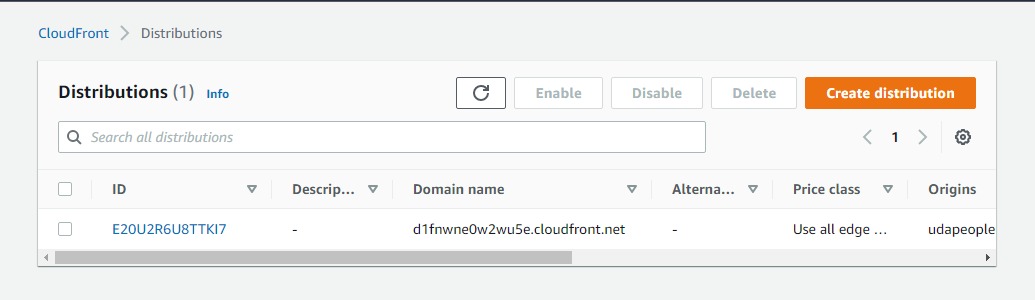 CloudFront > Distributions
Distributions (1) Info Enable Disable Delete Create distribution
Search all distributions 1
ID Descrip... Domain name Alterna... Price class Origins
E20U2R6U8TTKI7 - d1fnwne0w2wu5e.cloudfront.net - Use all edge ... udapeople